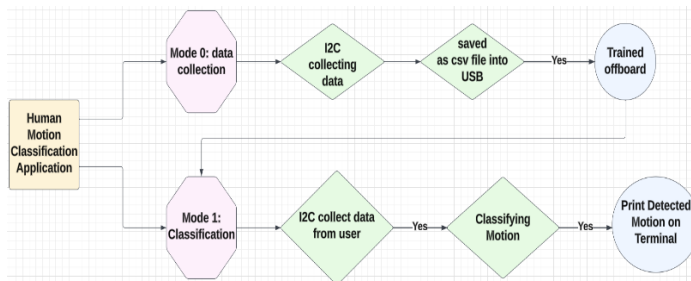 Mode 0: data
collection
I2C
collecting
data
saved
as csv file into
USB
Yes
Trained
offboard
Human
Motion
Classification
Application
Mode 1:
Classification
I2C collect data
from user
Yes
Classifying
Motion
Yes
Print Detected
Motion on
Terminal